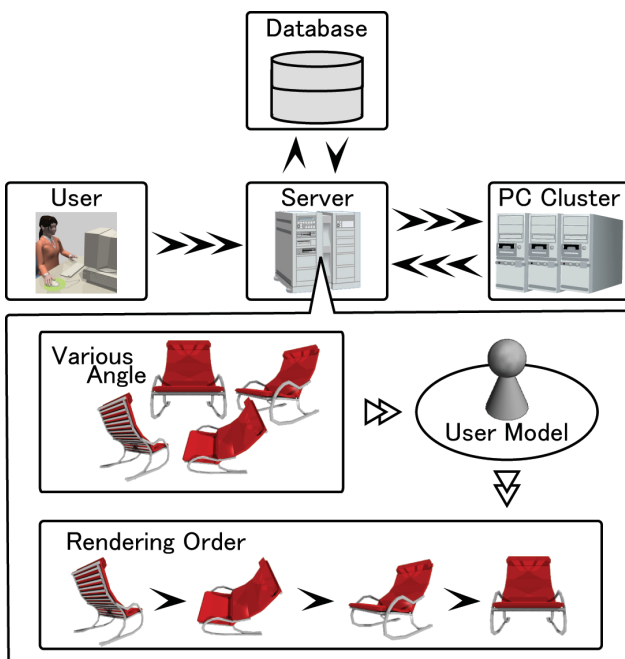 Database
User
Server
PC Cluster
Various
Angle
User Model
Rendering Order